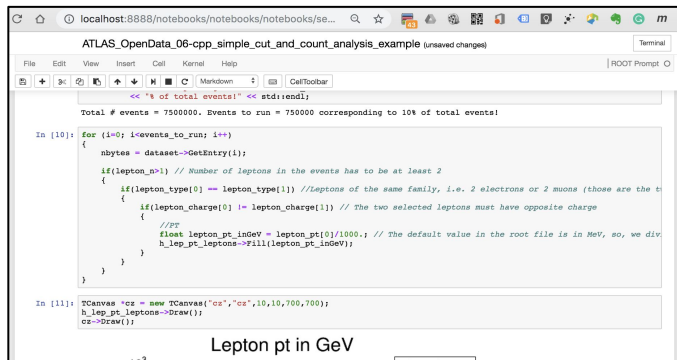 localhost:8888/notebooks/notebooks/notebooks/se...
43
m
ATLAS_OpenData_06-cpp_simple_cut_and_count_analysis_example (unsaved changes)
Terminal
File Edit View Insert Cell Kernel Help
ROOT Prompt
Markdown
CellToolbar
<< "% of total events!" << std::endl;
Total # events = 7500000. Events to run = 750000 corresponding to 10% of total events!
In [10]: for (i=0; i<events_to_run; i++)
{
nbytes = dataset->GetEntry(i);
if(lepton_n>1) // Number of leptons in the events has to be at least 2
{
if(lepton_type[0] == lepton_type[1]) //Leptons of the same family, i.e. 2 electrons or 2 muons (those are the t
{
if(lepton_charge[0] != lepton_charge[1]) // The two selected leptons must have opposite charge
{
//PT
float lepton_pt_inGeV = lepton_pt[0]/1000.; // The default value in the root file is in MeV, so, we div
h_lep_pt_leptons->Fill(lepton_pt_inGeV);
}
}
}
}
In [11]: TCanvas *cz = new TCanvas("cz","cz",10,10,700,700);
h_lep_pt_leptons->Draw();
cz->Draw();
Lepton pt in GeV